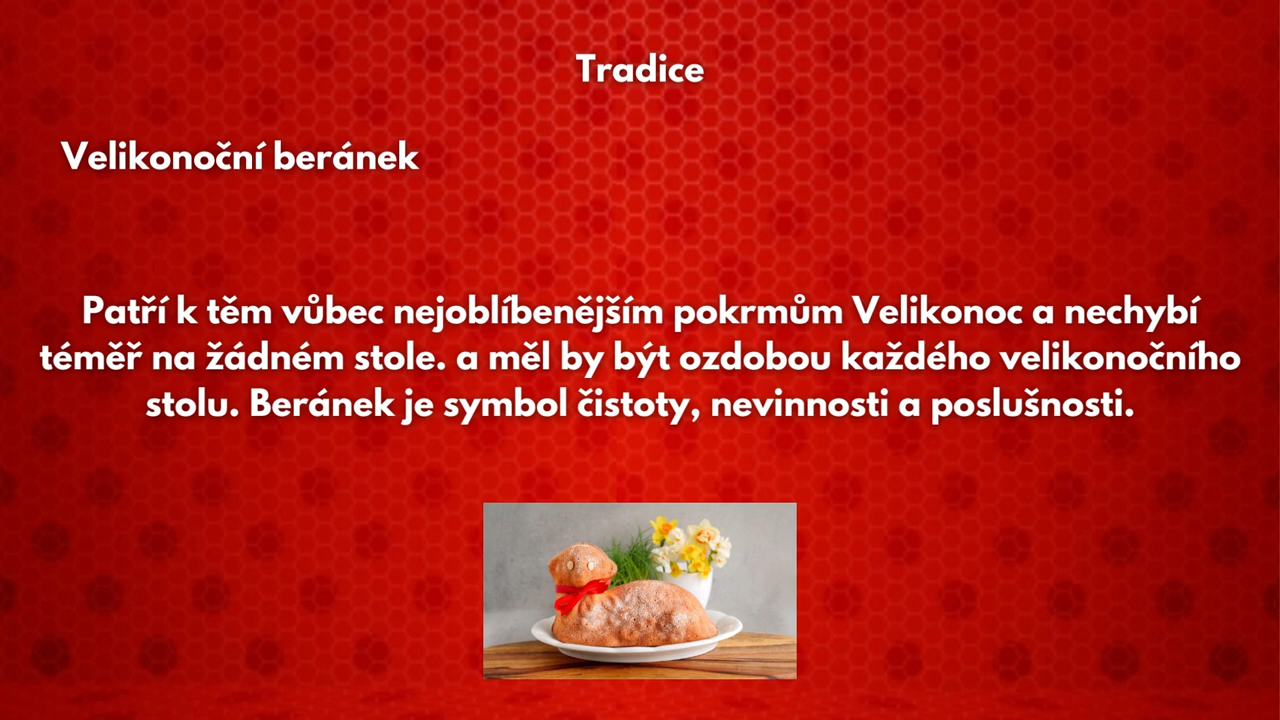 Tradice
Velikonoční beránek
Patří k těm vůbec nejoblíbenějším pokrmům Velikonoc a nechybí
téměř na žádném stole. a měl by být ozdobou každého velikonočního
stolu. Beránek je symbol čistoty, nevinnosti a poslušnosti.